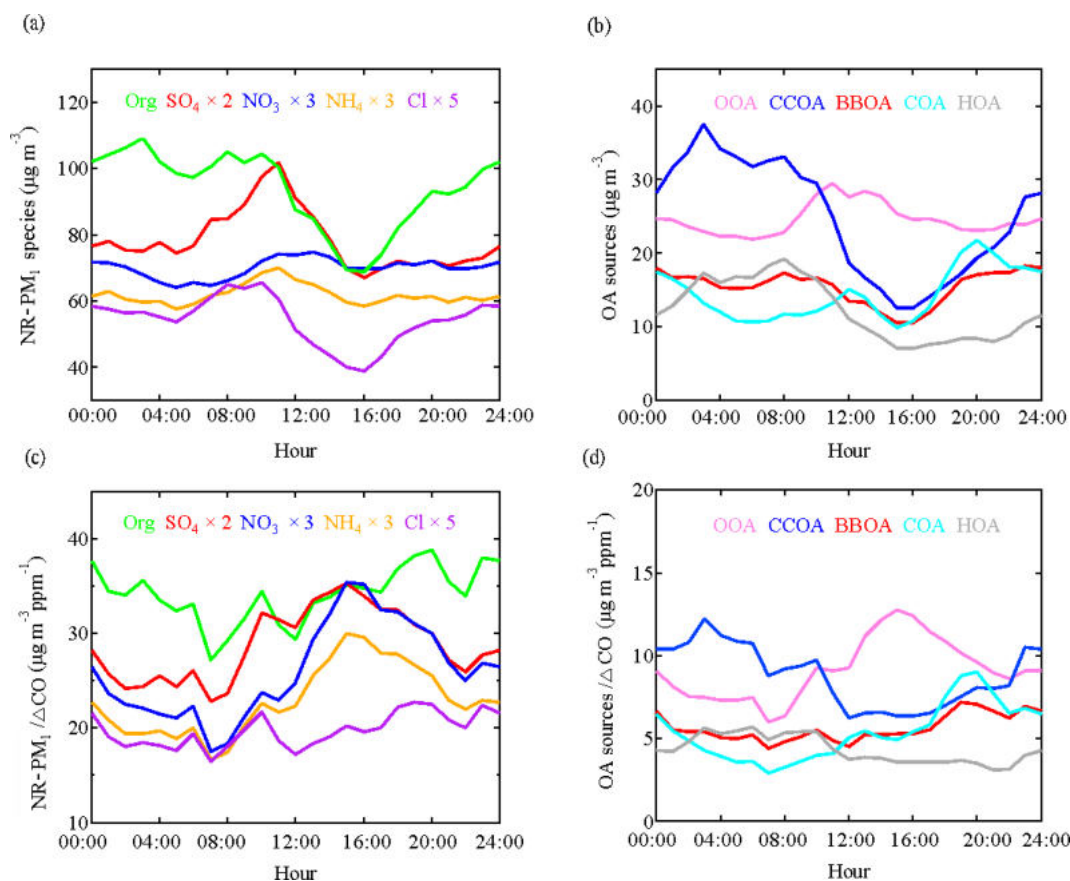 (a)
NR-PM₁ species (μg m⁻³)
120
100
80
60
40
Org SO₄ × 2 NO₃ × 3 NH₄ × 3 Cl × 5
00:00 04:00 08:00 12:00 16:00 20:00 24:00
Hour
(b)
OA sources (μg m⁻³)
40
30
20
10
0
OOA CCOA BBOA COA HOA
00:00 04:00 08:00 12:00 16:00 20:00 24:00
Hour
(c)
NR-PM₁ /△CO (μg m⁻³ ppm⁻¹)
40
30
20
10
Org SO₄ × 2 NO₃ × 3 NH₄ × 3 Cl × 5
00:00 04:00 08:00 12:00 16:00 20:00 24:00
Hour
(d)
OA sources /△CO (μg m⁻³ ppm⁻¹)
20
15
10
5
0
OOA CCOA BBOA COA HOA
00:00 04:00 08:00 12:00 16:00 20:00 24:00
Hour